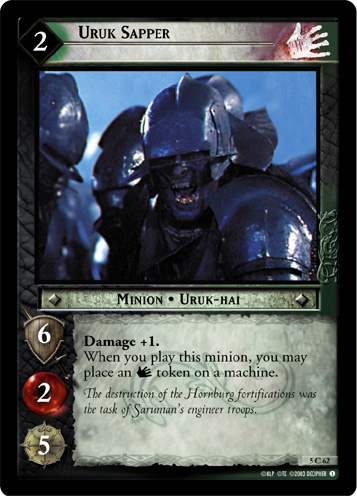 2
URUK SAPPER
MINION • URUK-HAI
6
Damage +1.
When you play this minion, you may
place an token on a machine.
2
The destruction of the Hornburg fortifications was
the task of Saruman's engineer troops.
5
5 C 62
©NLP ©TE ©2003 DECIPHER